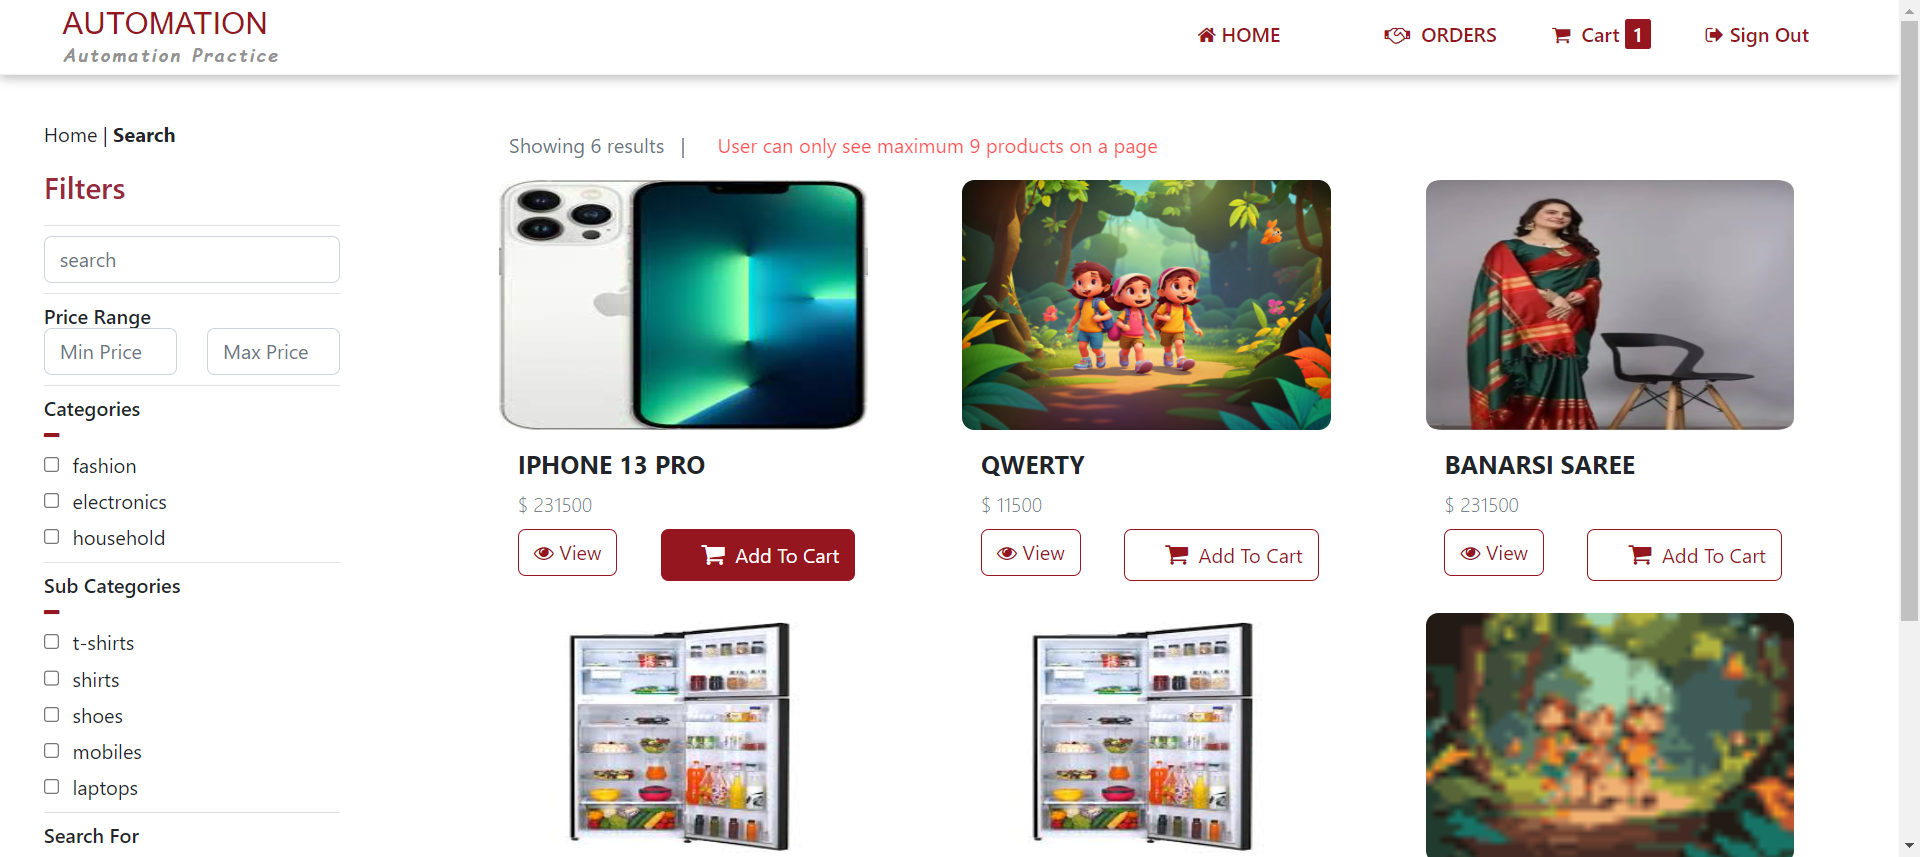 AUTOMATION
Automation Practice
HOME
ORDERS
Cart 1
Sign Out
Home | Search
Filters
search
Price Range
Min Price
Max Price
Categories
fashion
electronics
household
Sub Categories
t-shirts
shirts
shoes
mobiles
laptops
Search For
Showing 6 results | User can only see maximum 9 products on a page
IPHONE 13 PRO
$ 231500
View
Add To Cart
QWERTY
$ 11500
View
Add To Cart
BANARSI SAREE
$ 231500
View
Add To Cart